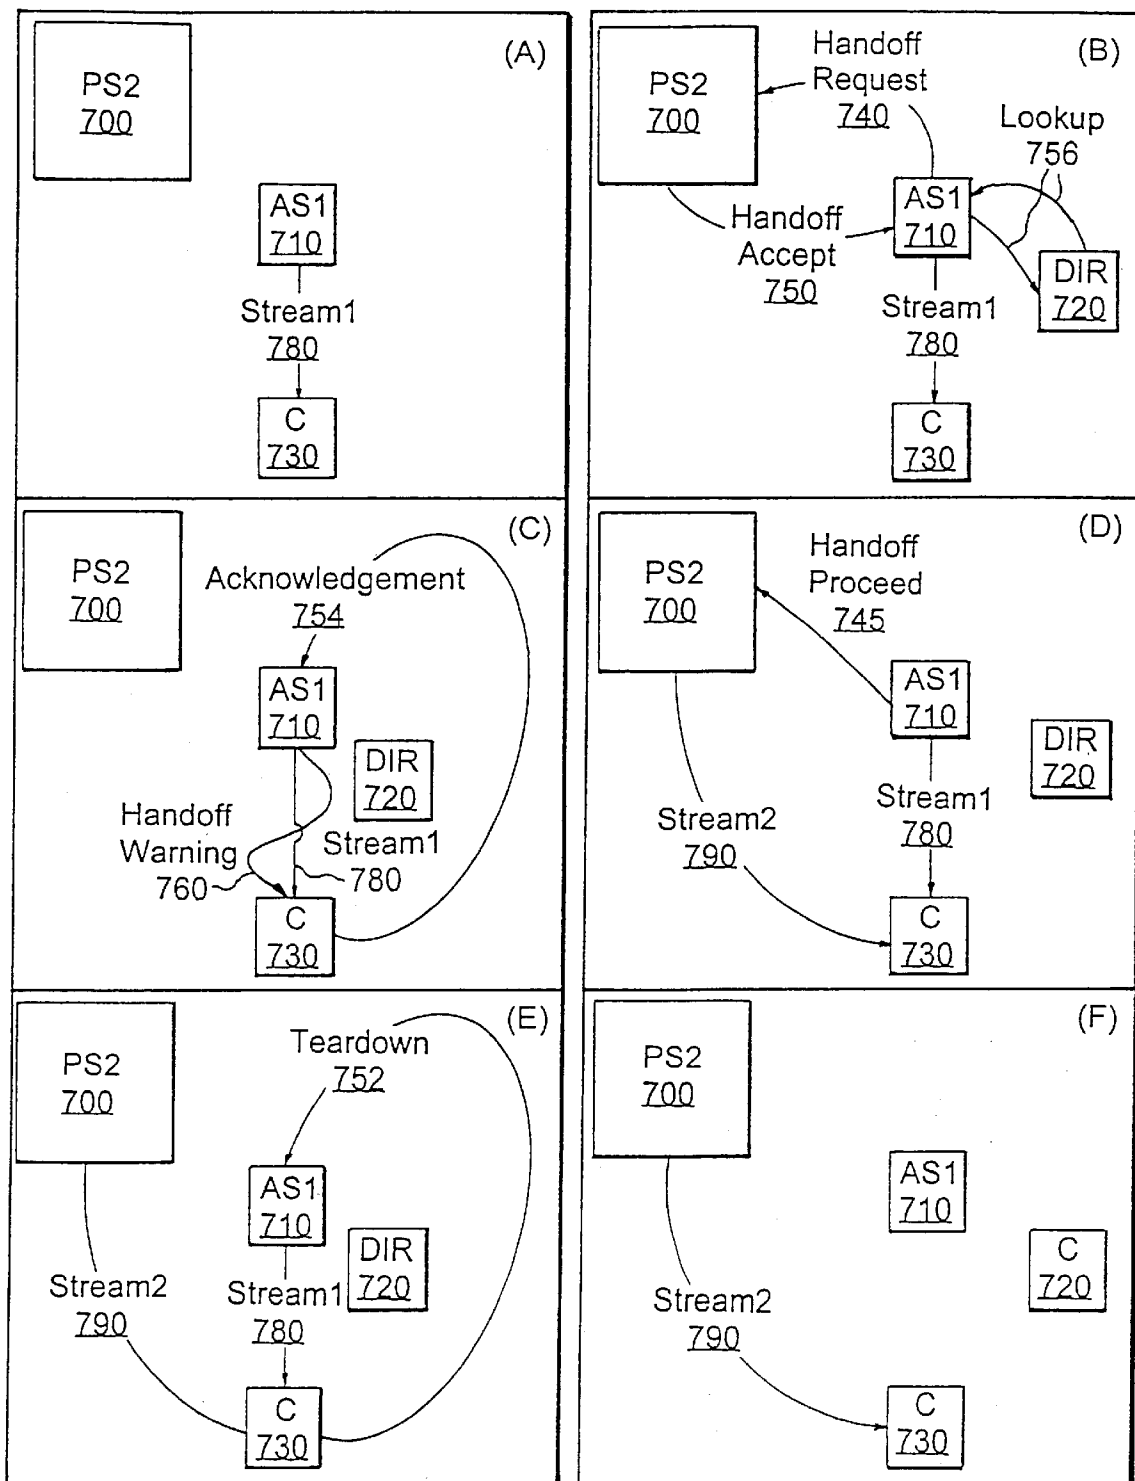 (A)
PS2
700
AS1
710
Stream1
780
C
730
(B)
PS2
700
Handoff
Request
740
Lookup
756
AS1
710
Handoff
Accept
750
DIR
720
Stream1
780
C
730
(C)
PS2
700
Acknowledgement
754
AS1
710
DIR
720
Handoff
Warning
760
Stream1
780
C
730
(D)
PS2
700
Handoff
Proceed
745
AS1
710
DIR
720
Stream2
790
Stream1
780
C
730
(E)
PS2
700
Teardown
752
AS1
710
DIR
720
Stream2
790
Stream1
780
C
730
(F)
PS2
700
AS1
710
C
720
Stream2
790
C
730